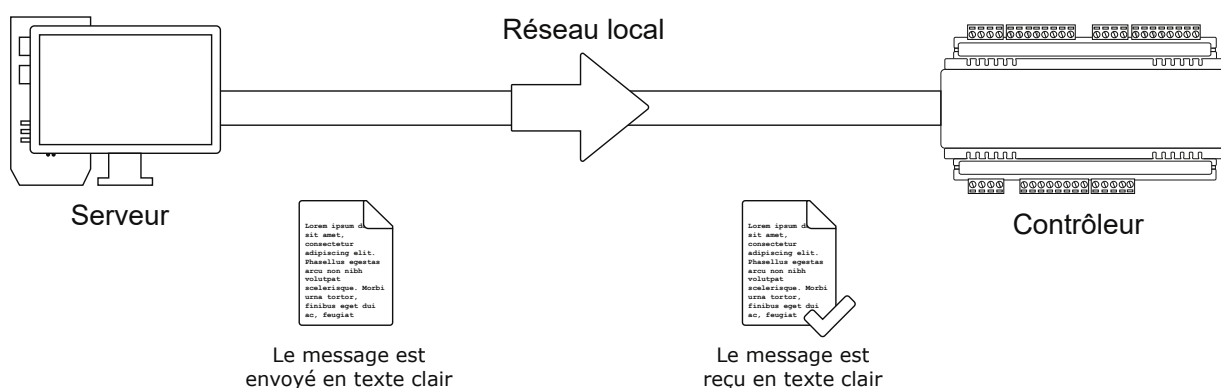 Réseau local
Serveur
Contrôleur
Lorem ipsum d
sit amet,
consectetur
adipiscing elit.
Phasellus egestas
arcu non nibh
volutpat
scelerisque. Morbi
urna tortor,
finibus eget dui
ac, feugiat
Lorem ipsum d
sit amet,
consectetur
adipiscing elit.
Phasellus egestas
arcu non nibh
volutpat
scelerisque. Morbi
urna tortor,
finibus eget dui
ac, feugiat
Le message est
envoyé en texte clair
Le message est
reçu en texte clair